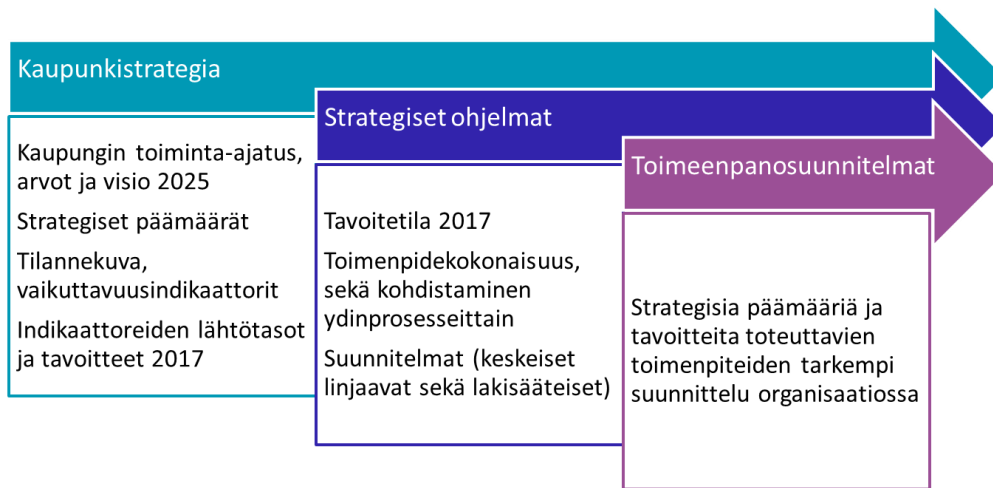 Kaupunkistrategia
Kaupungin toiminta-ajatus,
arvot ja visio 2025
Strategiset päämäärät
Tilannekuva,
vaikuttavuusindikaattorit
Indikaattoreiden lähtötasot
ja tavoitteet 2017
Strategiset ohjelmat
Tavoitetila 2017
Toimenpidekokonaisuus,
sekä kohdistaminen
ydinprosesseittain
Suunnitelmat (keskeiset
linjaavat sekä lakisääteiset)
Toimeenpanosuunnitelmat
Strategisia päämääriä ja
tavoitteita toteuttavien
toimenpiteiden tarkempi
suunnittelu organisaatiossa